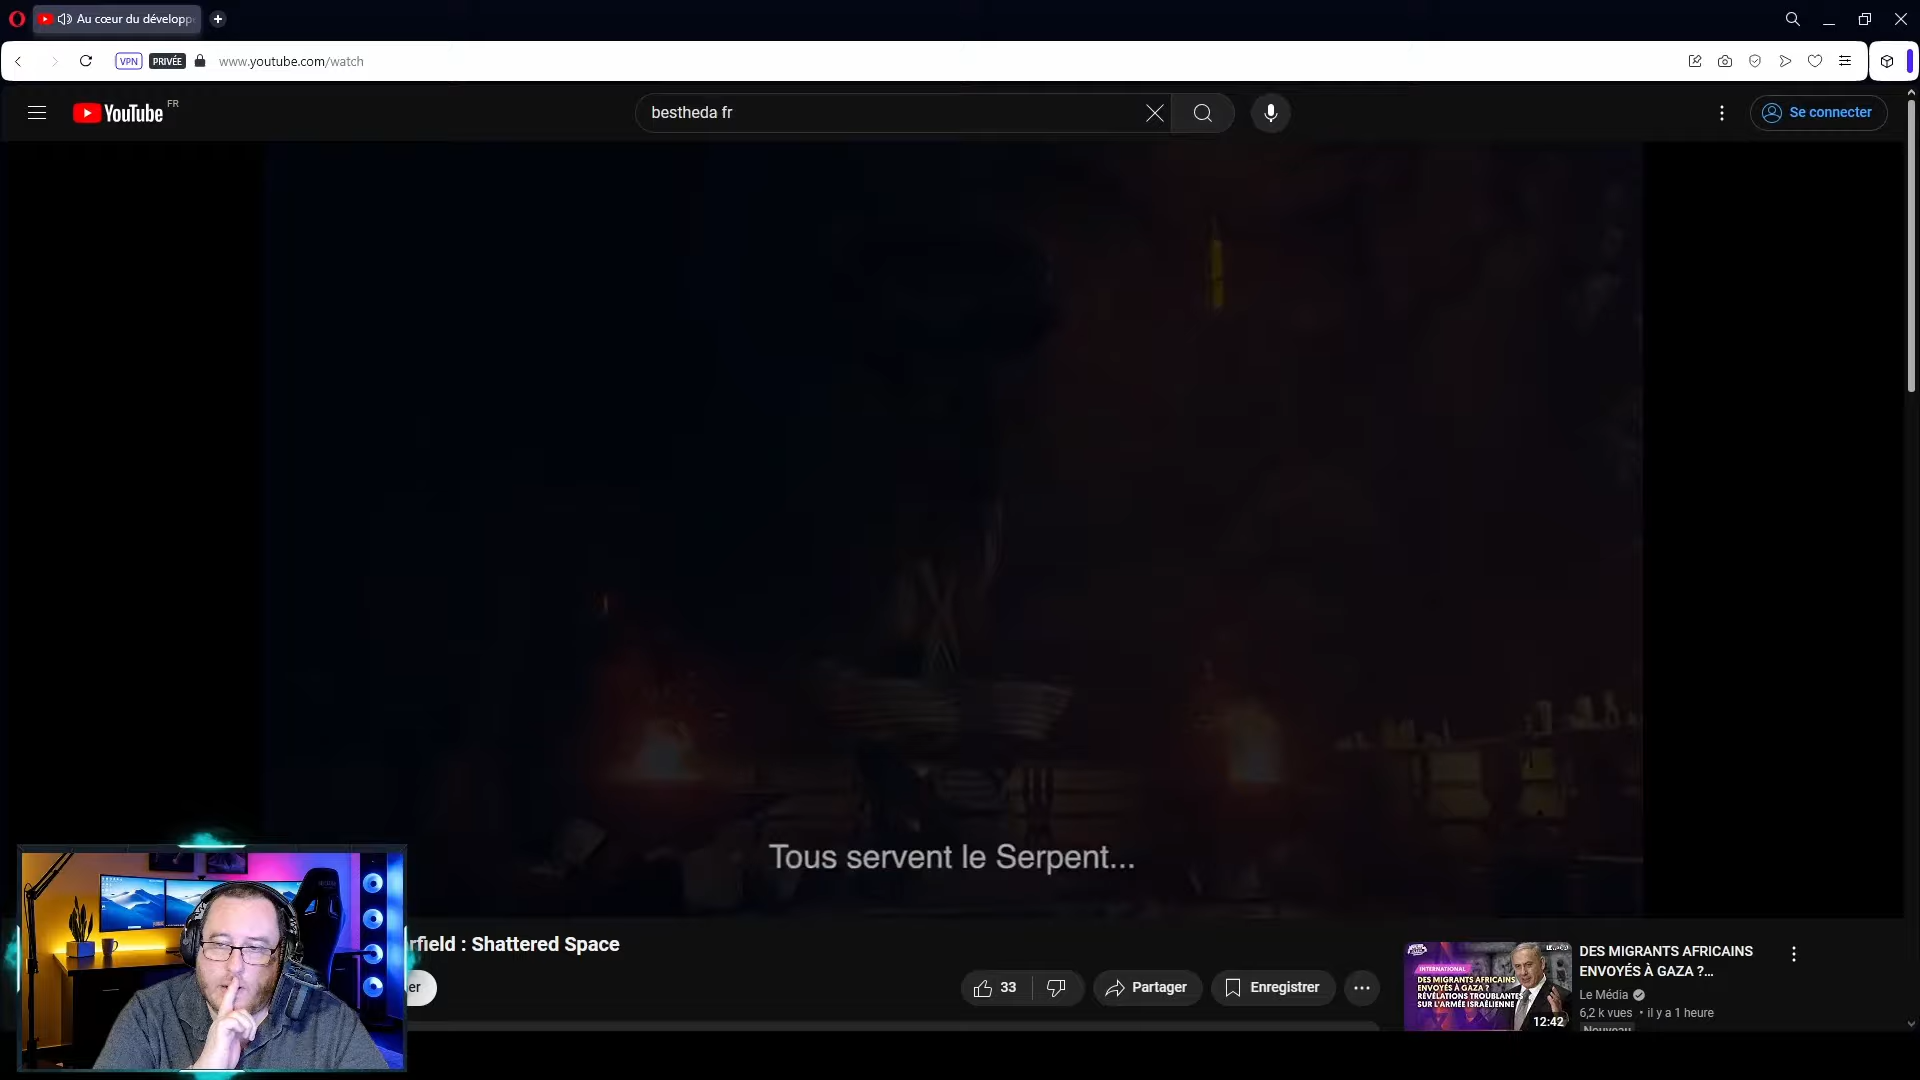 Au cœur du développ
VPN
PRIVÉE
www.youtube.com/watch
YouTube
FR
bestheda fr
Se connecter
Tous servent le Serpent...
rfield : Shattered Space
er
33
Partager
Enregistrer
INTERNATIONAL
DES MIGRANTS AFRICAINS
ENVOYÉS À GAZA ?
RÉVÉLATIONS TROUBLANTES
SUR L'ARMÉE ISRAÉLIENNE
12:42
DES MIGRANTS AFRICAINS
ENVOYÉS À GAZA ?...
Le Média
6,2 k vues • il y a 1 heure
Nouveau